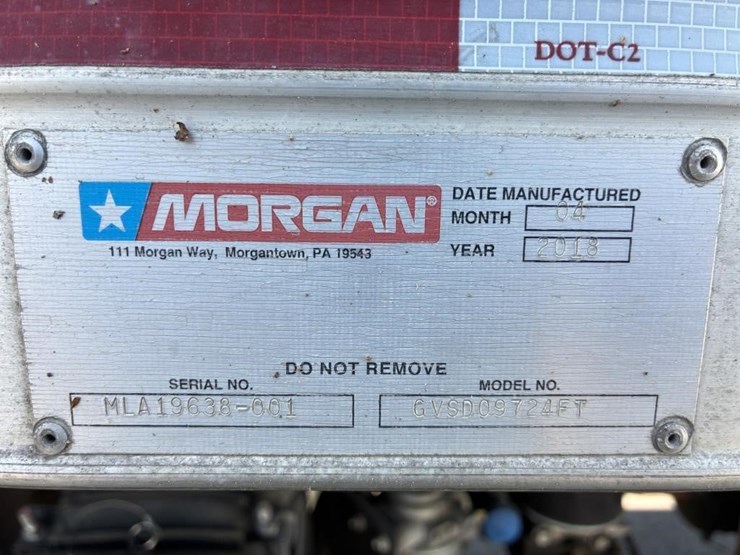 DOT-C2
MORGAN®
111 Morgan Way, Morgantown, PA 19543
DATE MANUFACTURED
MONTH 04
YEAR 2018
DO NOT REMOVE
SERIAL NO.
MLA19638-001
MODEL NO.
GVSD09724FT